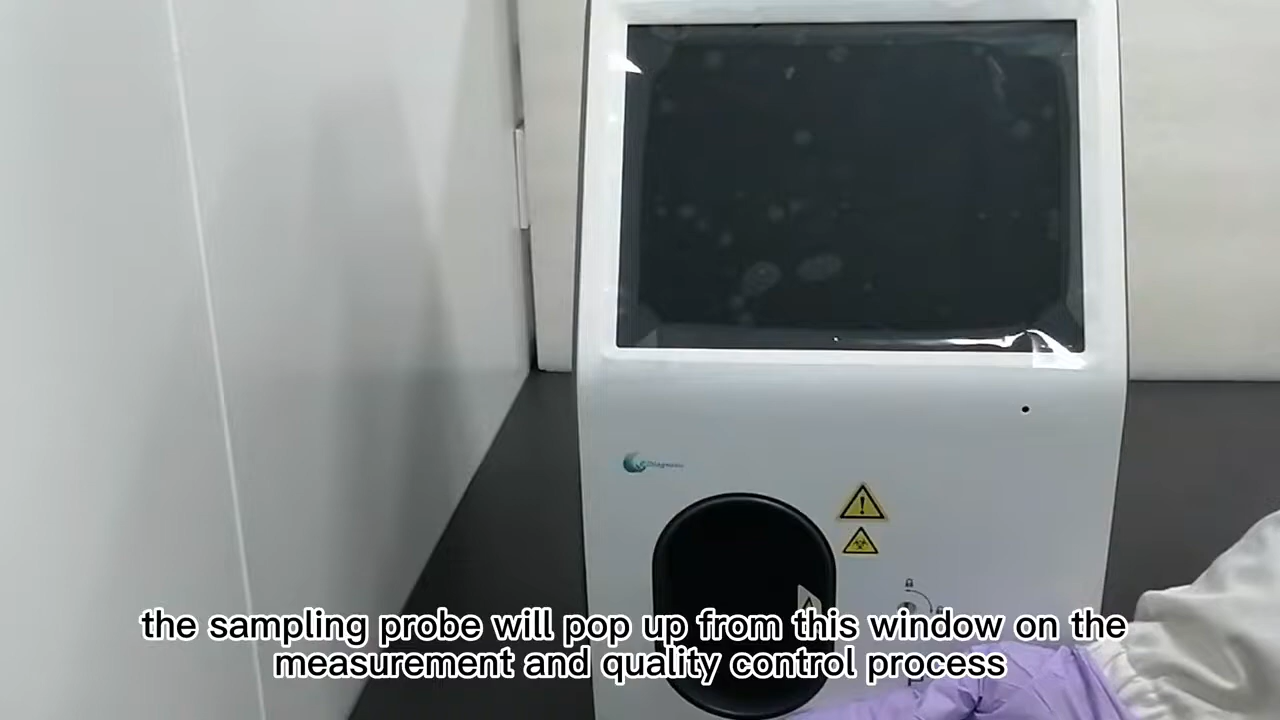 the sampling probe will pop up from this window on the
measurement and quality control process